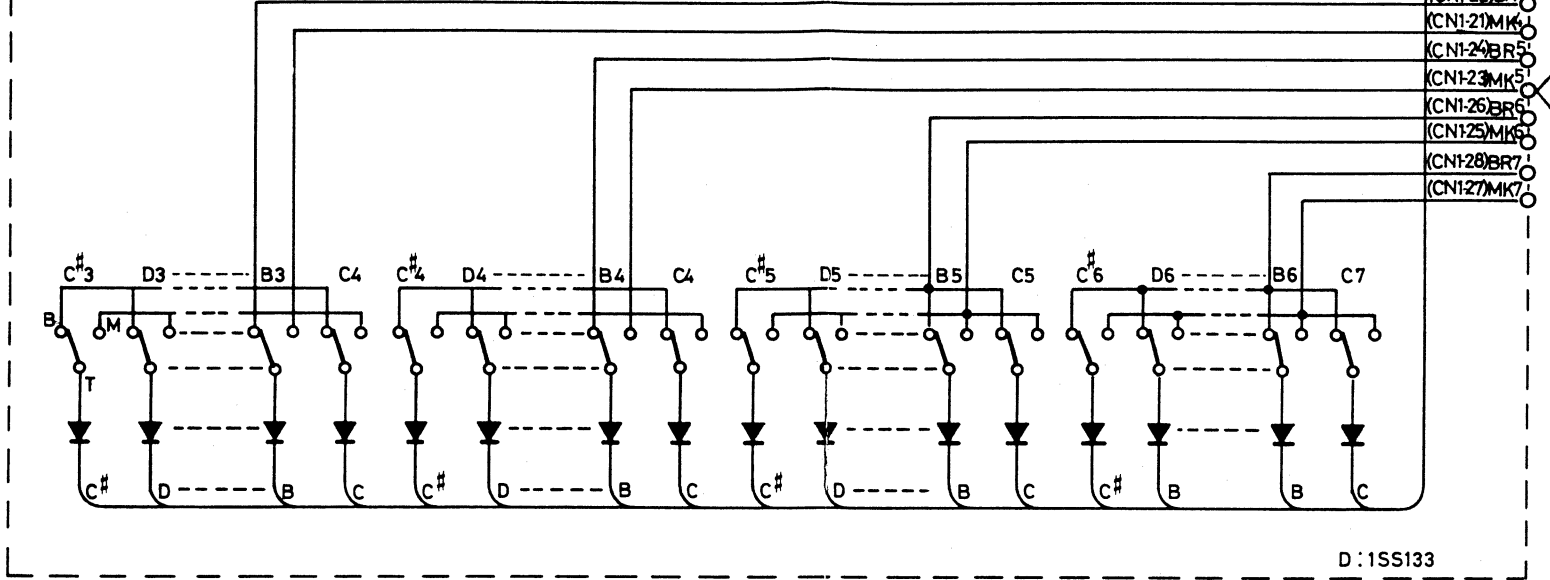 (CN1-21)MK4
(CN1-24)BR5
(CN1-23)MK5
(CN1-26)BR6
(CN1-25)MK6
(CN1-28)BR7
(CN1-27)MK7
C#3 D3 B3 C4 C#4 D4 B4 C4 C#5 D5 B5 C5 C#6 D6 B6 C7
B M
T
C# D B C C# D B C C# D B C C# B B C
D:1SS133